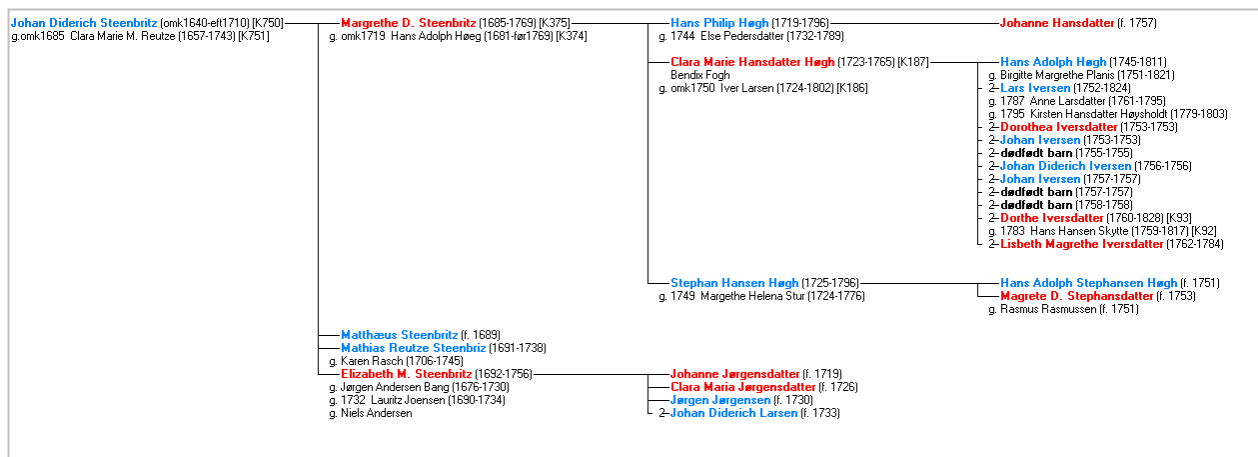 Johan Diderich Steenbritz (omk1640-eft1710) [K750]
g.omk1685 Clara Marie M. Reutze (1657-1743) [K751]
Margrethe D. Steenbritz (1685-1769) [K375]
g. omk1719 Hans Adolph Høeg (1681-før1769) [K374]
Hans Philip Høgh (1719-1796)
g. 1744 Else Pedersdatter (1732-1789)
Johanne Hansdatter (f. 1757)
Clara Marie Hansdatter Høgh (1723-1765) [K187]
Bendix Fogh
g. omk1750 Iver Larsen (1724-1802) [K186]
Hans Adolph Høgh (1745-1811)
g. Birgitte Margrethe Planis (1751-1821)
2 Lars Iversen (1752-1824)
g. 1787 Anne Larsdatter (1761-1795)
g. 1795 Kirsten Hansdatter Høysholdt (1779-1803)
2 Dorothea Iversdatter (1753-1753)
2 Johan Iversen (1753-1753)
2 dødfødt barn (1755-1755)
2 Johan Diderich Iversen (1756-1756)
2 Johan Iversen (1757-1757)
2 dødfødt barn (1757-1757)
2 dødfødt barn (1758-1758)
2 Dorthe Iversdatter (1760-1828) [K93]
g. 1783 Hans Hansen Skytte (1759-1817) [K92]
2 Lisbeth Magrethe Iversdatter (1762-1784)
Stephan Hansen Høgh (1725-1796)
g. 1749 Margethe Helena Stur (1724-1776)
Hans Adolph Stephansen Høgh (f. 1751)
Magrete D. Stephansdatter (f. 1753)
g. Rasmus Rasmussen (f. 1751)
Matthæus Steenbritz (f. 1689)
Mathias Reutze Steenbriz (1691-1738)
g. Karen Rasch (1706-1745)
Elizabeth M. Steenbritz (1692-1756)
g. Jørgen Andersen Bang (1676-1730)
g. 1732 Lauritz Joensen (1690-1734)
g. Niels Andersen
Johanne Jørgensdatter (f. 1719)
Clara Maria Jørgensdatter (f. 1726)
Jørgen Jørgensen (f. 1730)
2 Johan Diderich Larsen (f. 1733)